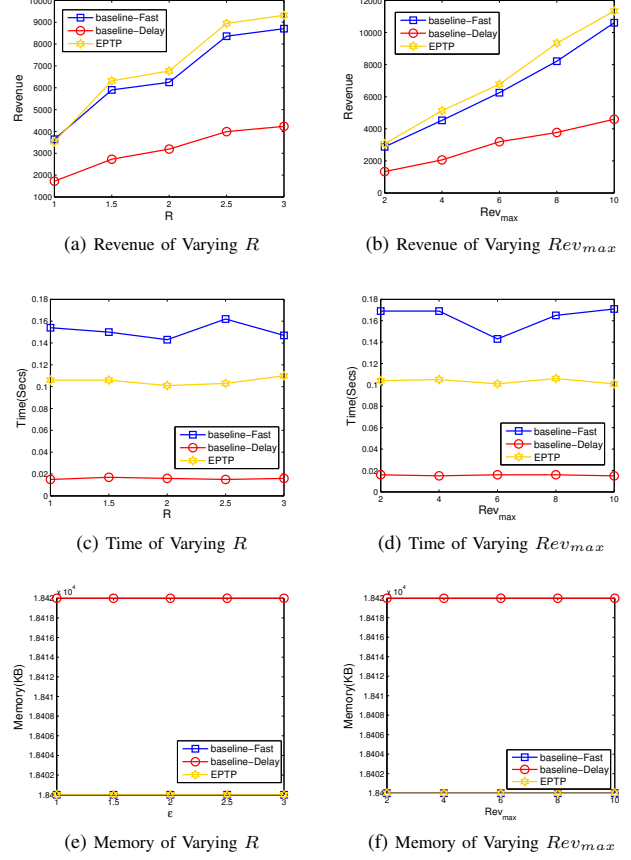 10000
9000
8000
7000
6000
5000
4000
3000
2000
1000
Revenue
baseline-Fast
baseline-Delay
EPTP
1 1.5 2 2.5 3
R
(a) Revenue of Varying R
12000
10000
8000
6000
4000
2000
0
Revenue
baseline-Fast
baseline-Delay
EPTP
2 4 6 8 10
Rev_max
(b) Revenue of Varying Rev_max
0.18
0.16
0.14
0.12
0.1
0.08
0.06
0.04
0.02
0
Time(Secs)
baseline-Fast
baseline-Delay
EPTP
1 1.5 2 2.5 3
R
(c) Time of Varying R
0.18
0.16
0.14
0.12
0.1
0.08
0.06
0.04
0.02
0
Time(Secs)
baseline-Fast
baseline-Delay
EPTP
2 4 6 8 10
Rev_max
(d) Time of Varying Rev_max
x 10^4
1.842
1.8418
1.8416
1.8414
1.8412
1.841
1.8408
1.8406
1.8404
1.8402
1.84
Memory(KB)
baseline-Fast
baseline-Delay
EPTP
1 1.5 2 2.5 3
ε
(e) Memory of Varying R
x 10^4
1.842
1.8418
1.8416
1.8414
1.8412
1.841
1.8408
1.8406
1.8404
1.8402
1.84
Memory(KB)
baseline-Fast
baseline-Delay
EPTP
2 4 6 8 10
Rev_max
(f) Memory of Varying Rev_max